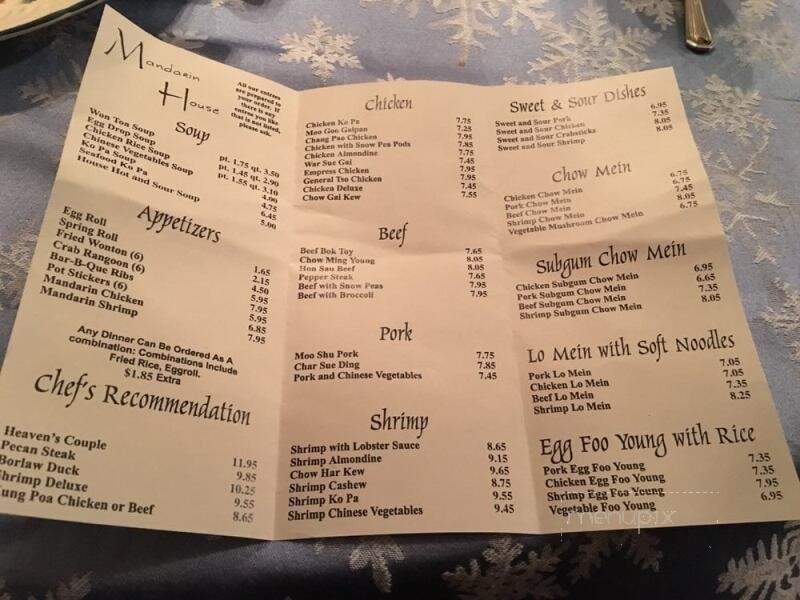 Mandarin
House
All our entrees
are prepared to
your order. If
there is any
entree you like
that is not listed,
please ask.
Soup
Won Ton Soup pt. 1.75 qt. 3.50
Egg Drop Soup pt. 1.45 qt. 2.90
Chicken Rice Soup pt. 1.55 qt. 3.10
Chinese Vegetables Soup 4.00
Ko Pa Soup 4.75
Seafood Ko Pa 6.45
House Hot and Sour Soup 5.00
Appetizers
Egg Roll 1.65
Spring Roll 2.15
Fried Wonton (6) 4.50
Crab Rangoon (6) 5.95
Bar-B-Que Ribs 7.95
Pot Stickers (6) 5.95
Mandarin Chicken 6.85
Mandarin Shrimp 7.95
Any Dinner Can Be Ordered As A
combination: Combinations Include
Fried Rice, Eggroll.
$1.85 Extra
Chef's Recommendation
Heaven's Couple 11.95
Pecan Steak 9.85
Borlaw Duck 10.25
Shrimp Deluxe 9.55
Kung Poa Chicken or Beef 8.65
Chicken
Chicken Ko Pa 7.75
Moo Goo Gaipan 7.25
Chang Pao Chicken 7.95
Chicken with Snow Pea Pods 7.85
Chicken Almondine 7.75
War Sue Gai 7.45
Empress Chicken 7.95
General Tso Chicken 7.95
Chicken Deluxe 7.45
Chow Gai Kew 7.55
Beef
Beef Bok Toy 7.65
Chow Ming Young 8.05
Hon Sau Beef 8.05
Pepper Steak 7.65
Beef with Snow Peas 7.95
Beef with Broccoli 7.95
Pork
Moo Shu Pork 7.75
Char Sue Ding 7.85
Pork and Chinese Vegetables 7.45
Shrimp
Shrimp with Lobster Sauce 8.65
Shrimp Almondine 9.15
Chow Har Kew 9.65
Shrimp Cashew 8.75
Shrimp Ko Pa 9.55
Shrimp Chinese Vegetables 9.45
Sweet & Sour Dishes
Sweet and Sour Pork 6.95
Sweet and Sour Chicken 7.35
Sweet and Sour Crabsticks 8.05
Sweet and Sour Shrimp 8.05
Chow Mein
Chicken Chow Mein 6.75
Pork Chow Mein 6.75
Beef Chow Mein 7.45
Shrimp Chow Mein 8.05
Vegetable Mushroom Chow Mein 6.75
Subgum Chow Mein
Chicken Subgum Chow Mein 6.95
Pork Subgum Chow Mein 6.65
Beef Subgum Chow Mein 7.35
Shrimp Subgum Chow Mein 8.05
Lo Mein with Soft Noodles
Pork Lo Mein 7.05
Chicken Lo Mein 7.05
Beef Lo Mein 7.35
Shrimp Lo Mein 8.25
Egg Foo Young with Rice
Pork Egg Foo Young 7.35
Chicken Egg Foo Young 7.35
Shrimp Egg Foo Young 7.95
Vegetable Foo Young 6.95
menupix